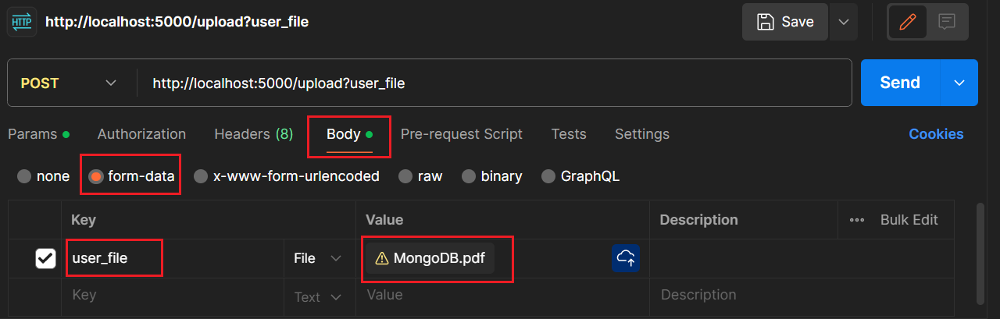 HTTP http://localhost:5000/upload?user_file Save
POST http://localhost:5000/upload?user_file Send
Params Authorization Headers (8) Body Pre-request Script Tests Settings Cookies
none form-data x-www-form-urlencoded raw binary GraphQL
Key Value Description ••• Bulk Edit
user_file File MongoDB.pdf
Key Text Value Description